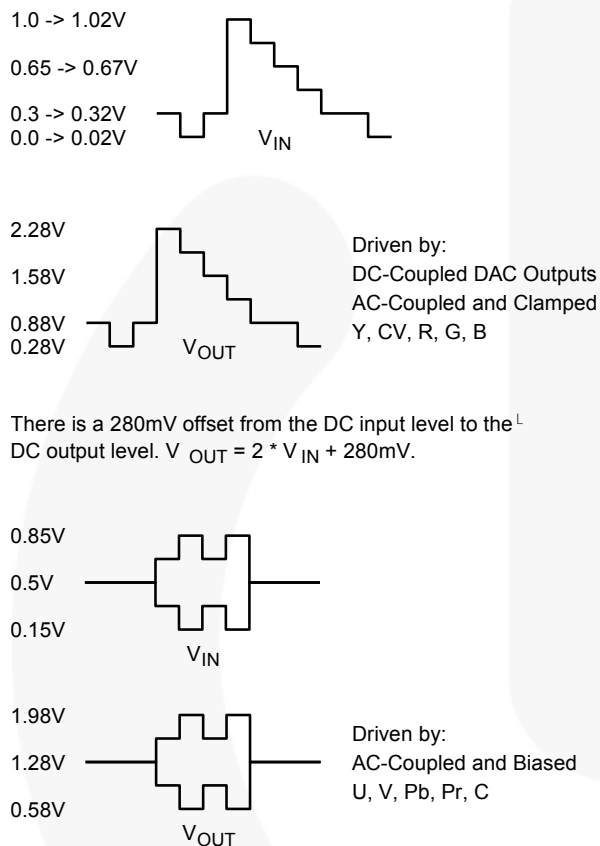 1.0 -> 1.02V
0.65 -> 0.67V
0.3 -> 0.32V
0.0 -> 0.02V
VIN
2.28V
1.58V
0.88V
0.28V
VOUT
Driven by:
DC-Coupled DAC Outputs
AC-Coupled and Clamped
Y, CV, R, G, B
There is a 280mV offset from the DC input level to the L
DC output level. V OUT = 2 * V IN + 280mV.
0.85V
0.5V
0.15V
VIN
1.98V
1.28V
0.58V
VOUT
Driven by:
AC-Coupled and Biased
U, V, Pb, Pr, C